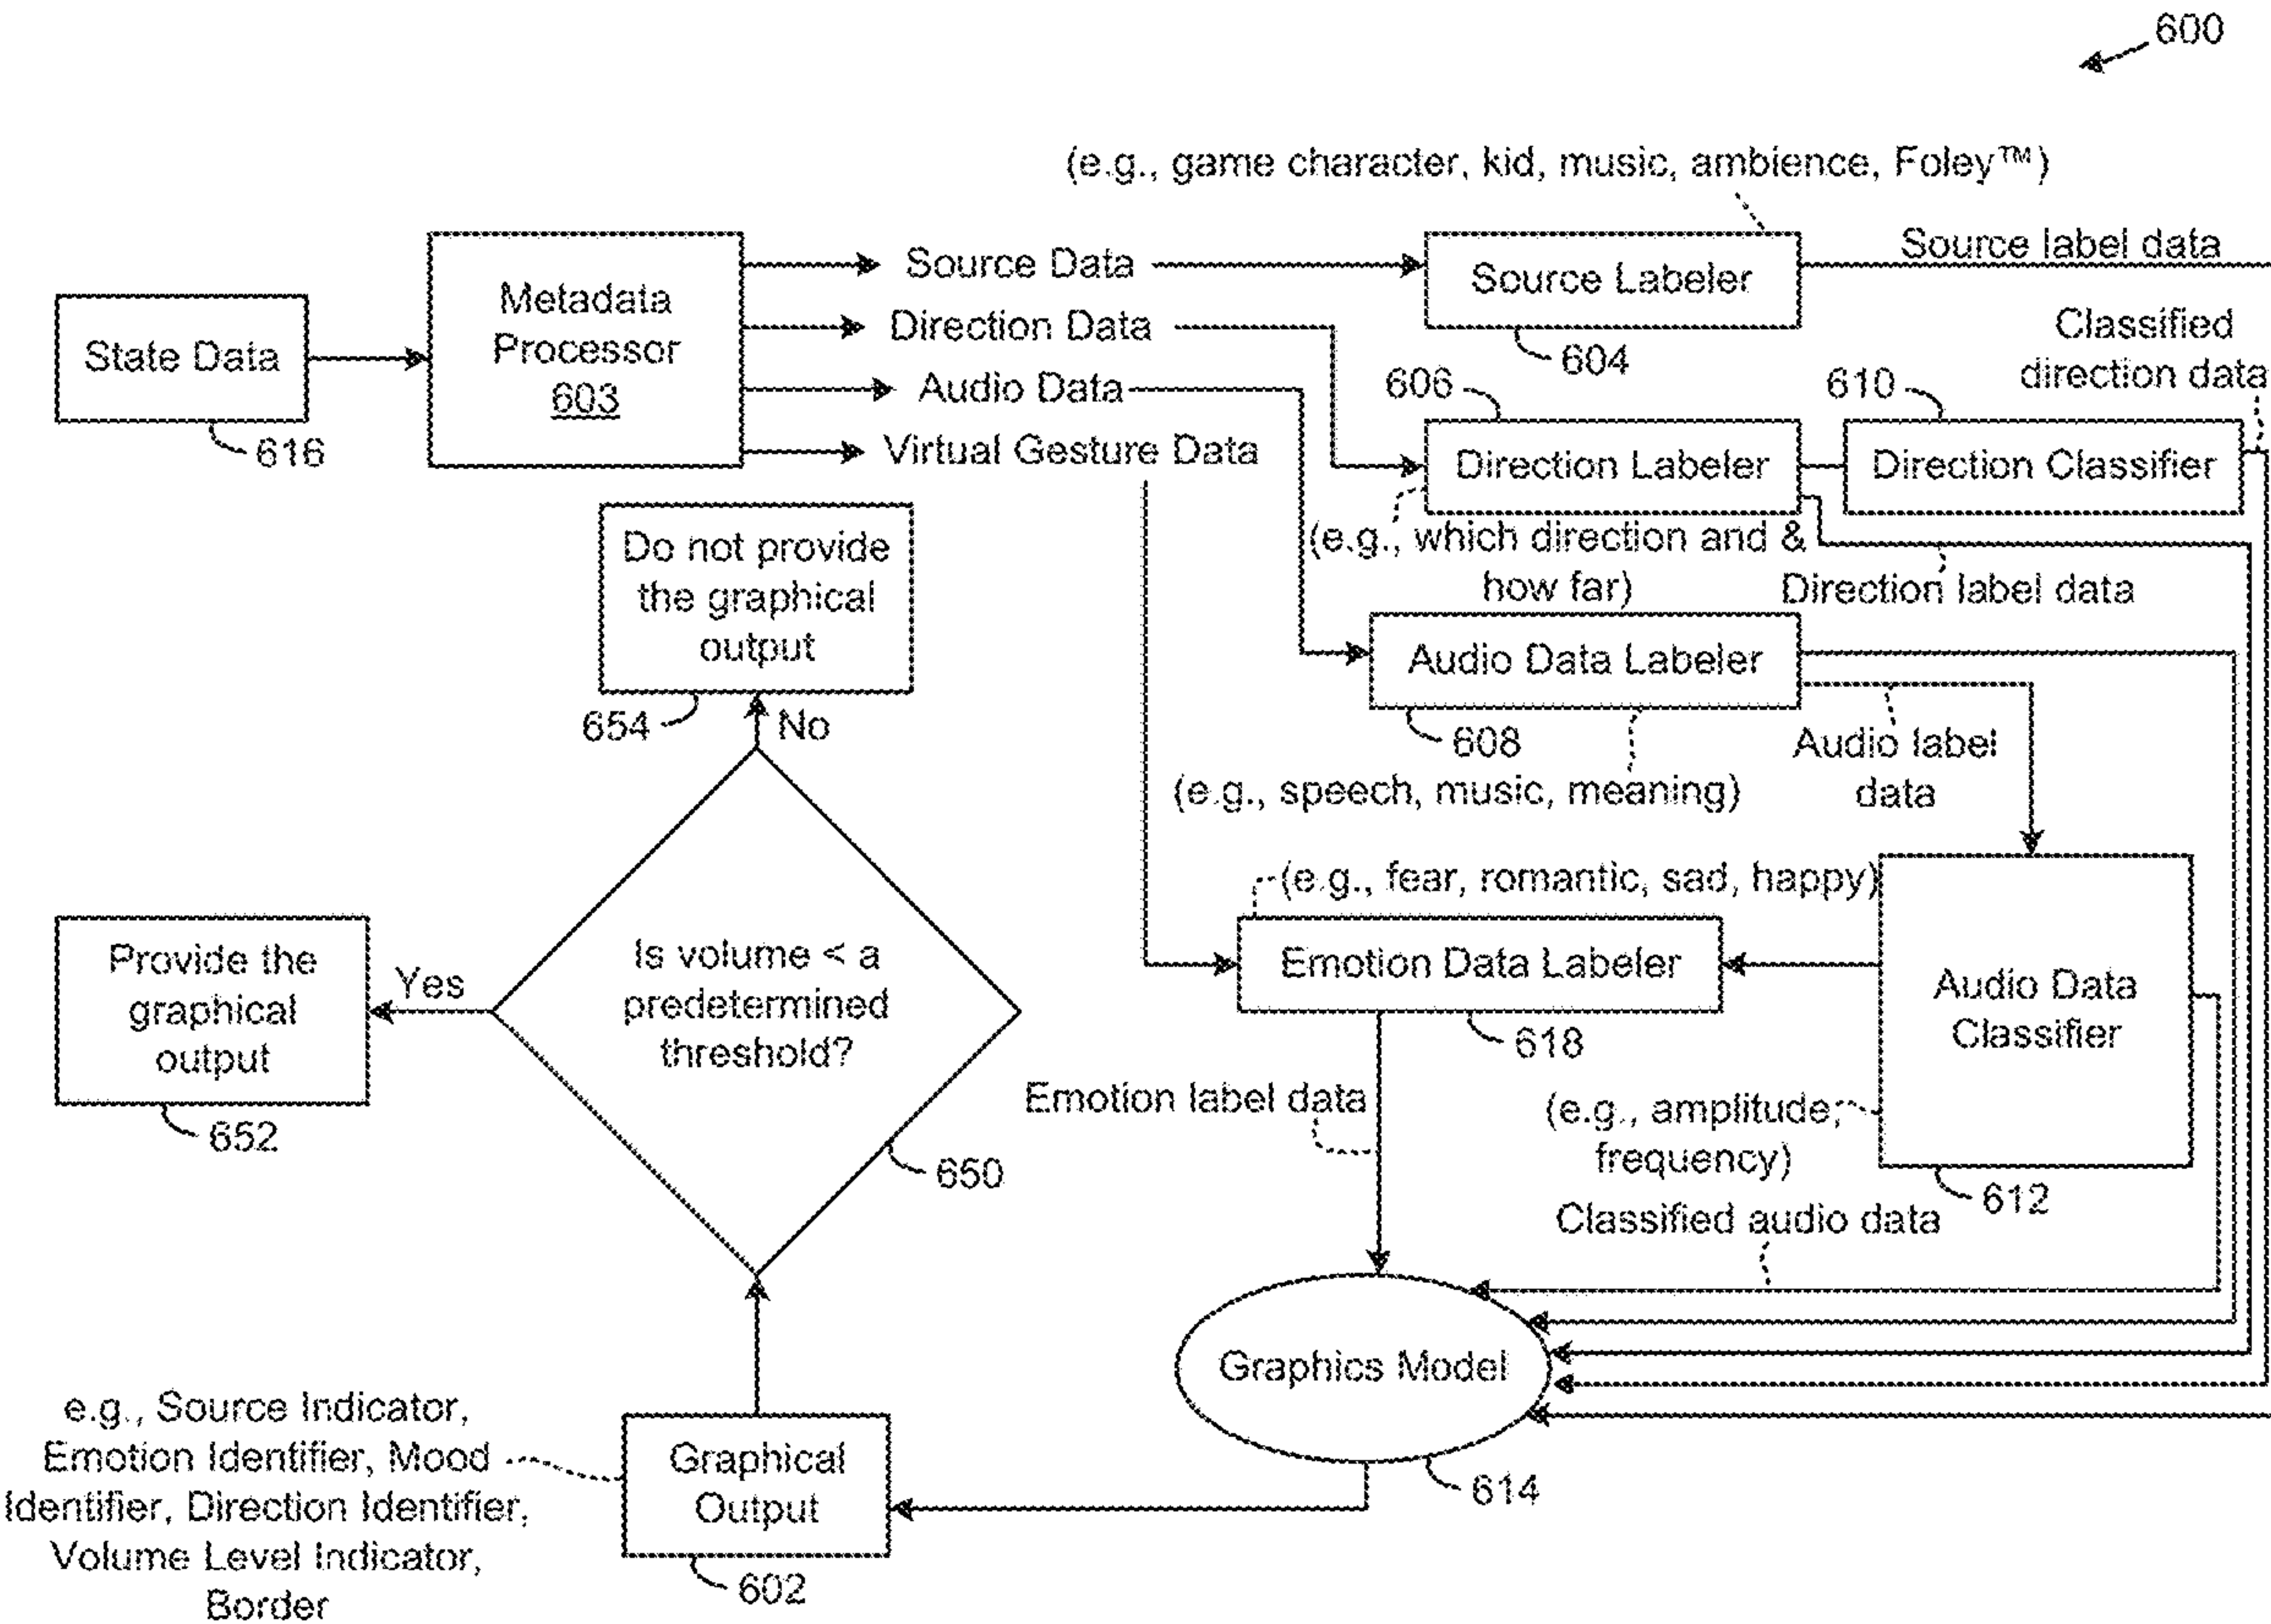 600
(e.g., game character, kid, music, ambience, Foley™)
State Data
616
Metadata
Processor
603
Source Data
Direction Data
Audio Data
Virtual Gesture Data
Source Labeler
604
Source label data
Classified
direction data
606
Direction Labeler
610
Direction Classifier
(e.g., which direction and &
how far)
Direction label data
Audio Data Labeler
608
(e.g., speech, music, meaning)
Audio label
data
Do not provide
the graphical
output
654
No
(e.g., fear, romantic, sad, happy)
Emotion Data Labeler
618
Audio Data
Classifier
612
(e.g., amplitude,
frequency)
Provide the
graphical
output
652
Yes
Is volume < a
predetermined
threshold?
650
Emotion label data
Classified audio data
Graphics Model
614
e.g., Source Indicator,
Emotion Identifier, Mood
Identifier, Direction Identifier,
Volume Level Indicator,
Border
Graphical
Output
602